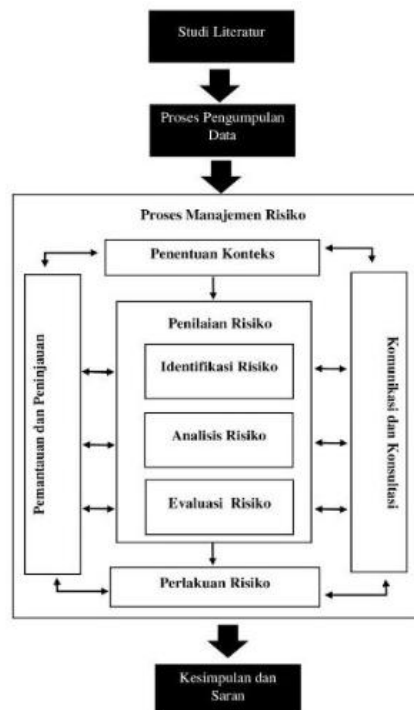 Studi Literatur
Proses Pengumpulan
Data
Proses Manajemen Risiko
Penentuan Konteks
Pemantauan dan Peninjauan
Penilaian Risiko
Identifikasi Risiko
Analisis Risiko
Evaluasi Risiko
Komunikasi dan Konsultasi
Perlakuan Risiko
Kesimpulan dan
Saran